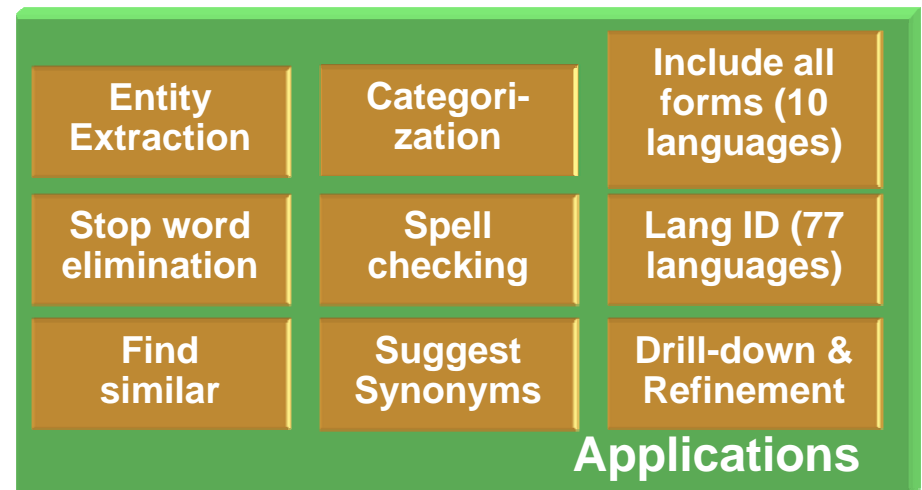 Entity
Extraction
Categori-
zation
Include all
forms (10
languages)
Stop word
elimination
Spell
checking
Lang ID (77
languages)
Find
similar
Suggest
Synonyms
Drill-down &
Refinement
Applications